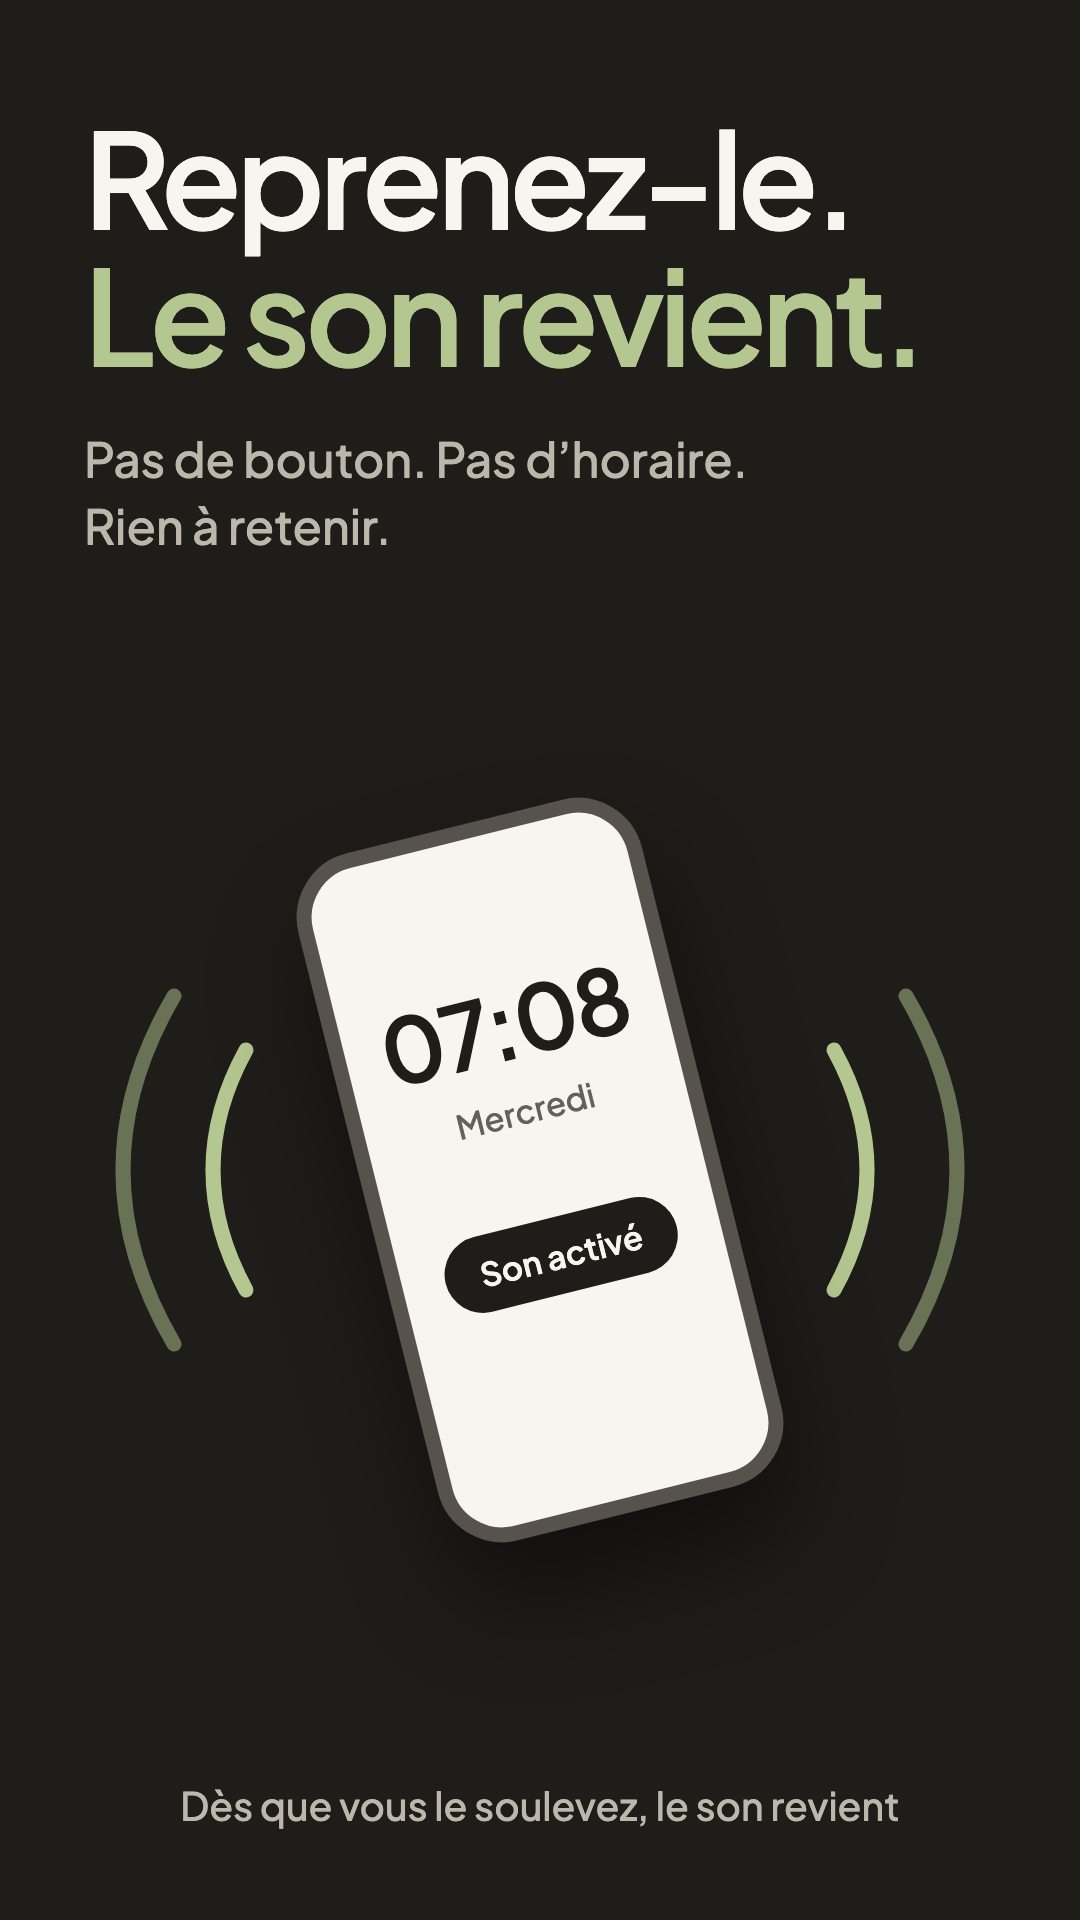 Reprenez-le.
Le son revient.
Pas de bouton. Pas d’horaire.
Rien à retenir.
07:08
Mercredi
Son activé
Dès que vous le soulevez, le son revient